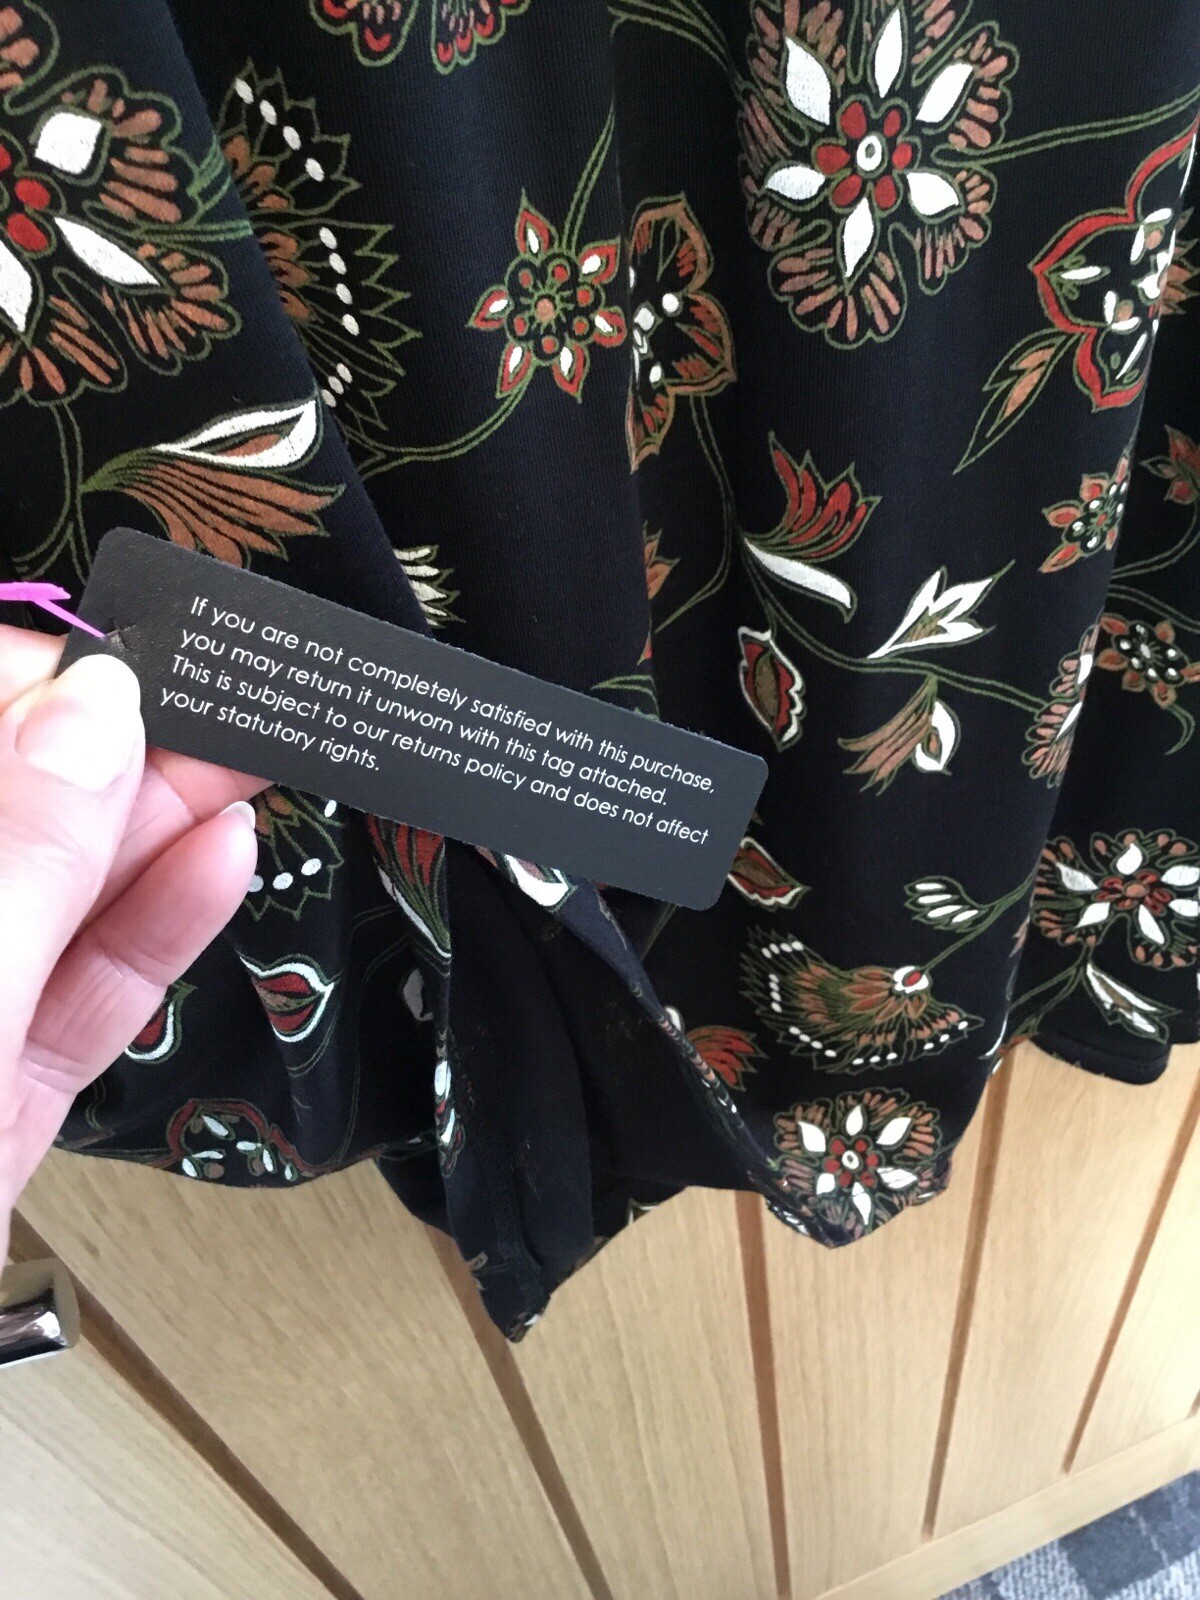 If you are not completely satisfied with this purchase,
you may return it unworn with this tag attached.
This is subject to our returns policy and does not affect
your statutory rights.